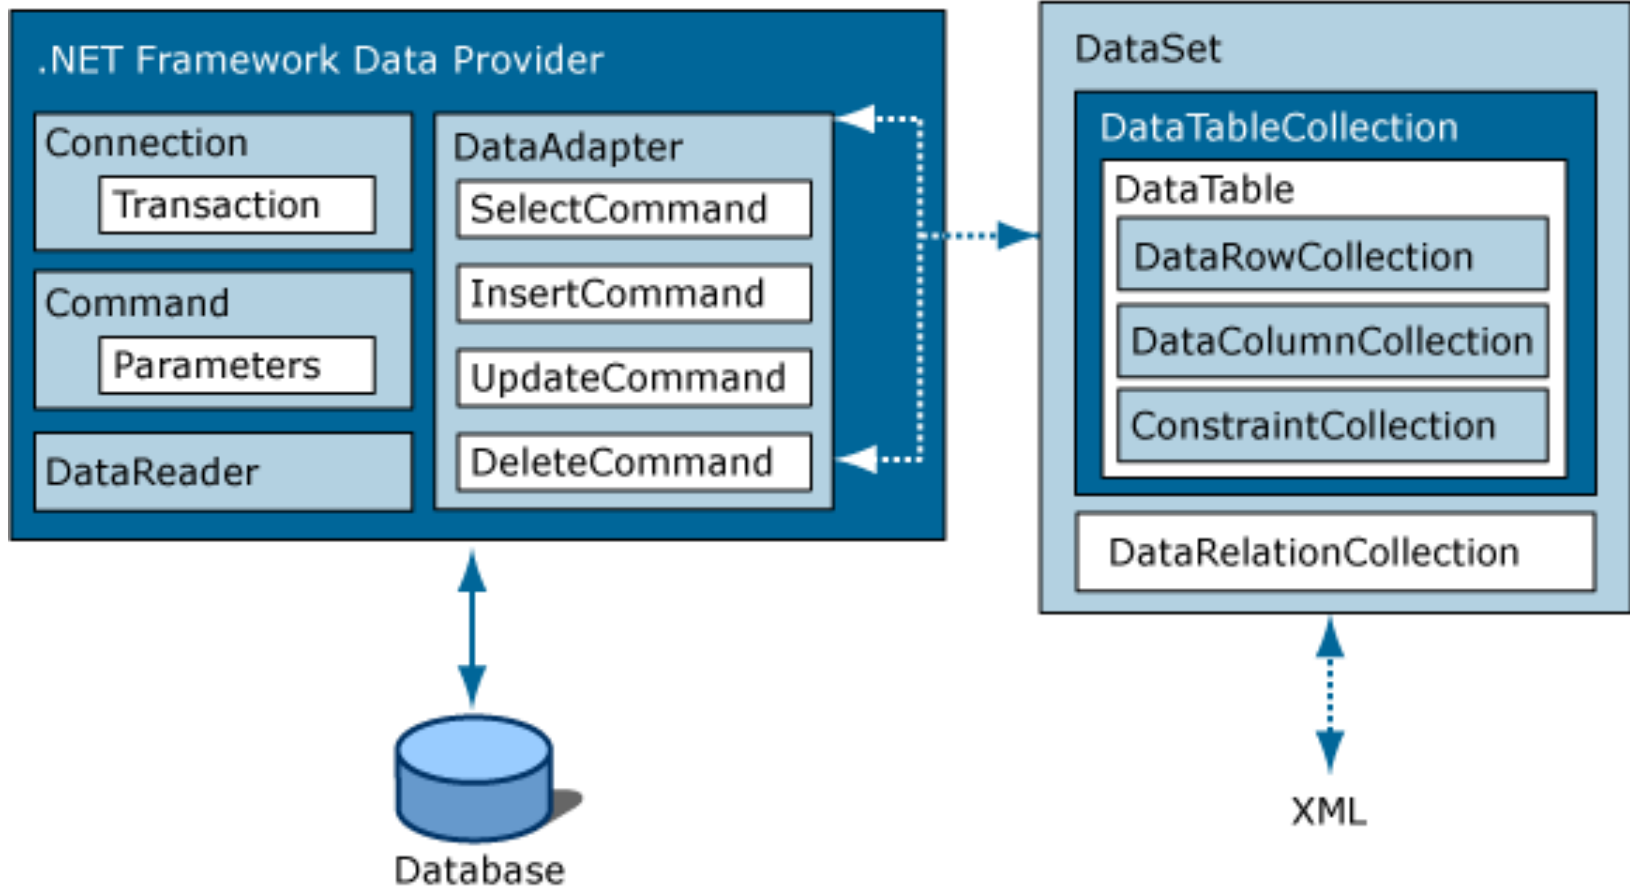 .NET Framework Data Provider
Connection
Transaction
Command
Parameters
DataReader
DataAdapter
SelectCommand
InsertCommand
UpdateCommand
DeleteCommand
DataSet
DataTableCollection
DataTable
DataRowCollection
DataColumnCollection
ConstraintCollection
DataRelationCollection
Database
XML